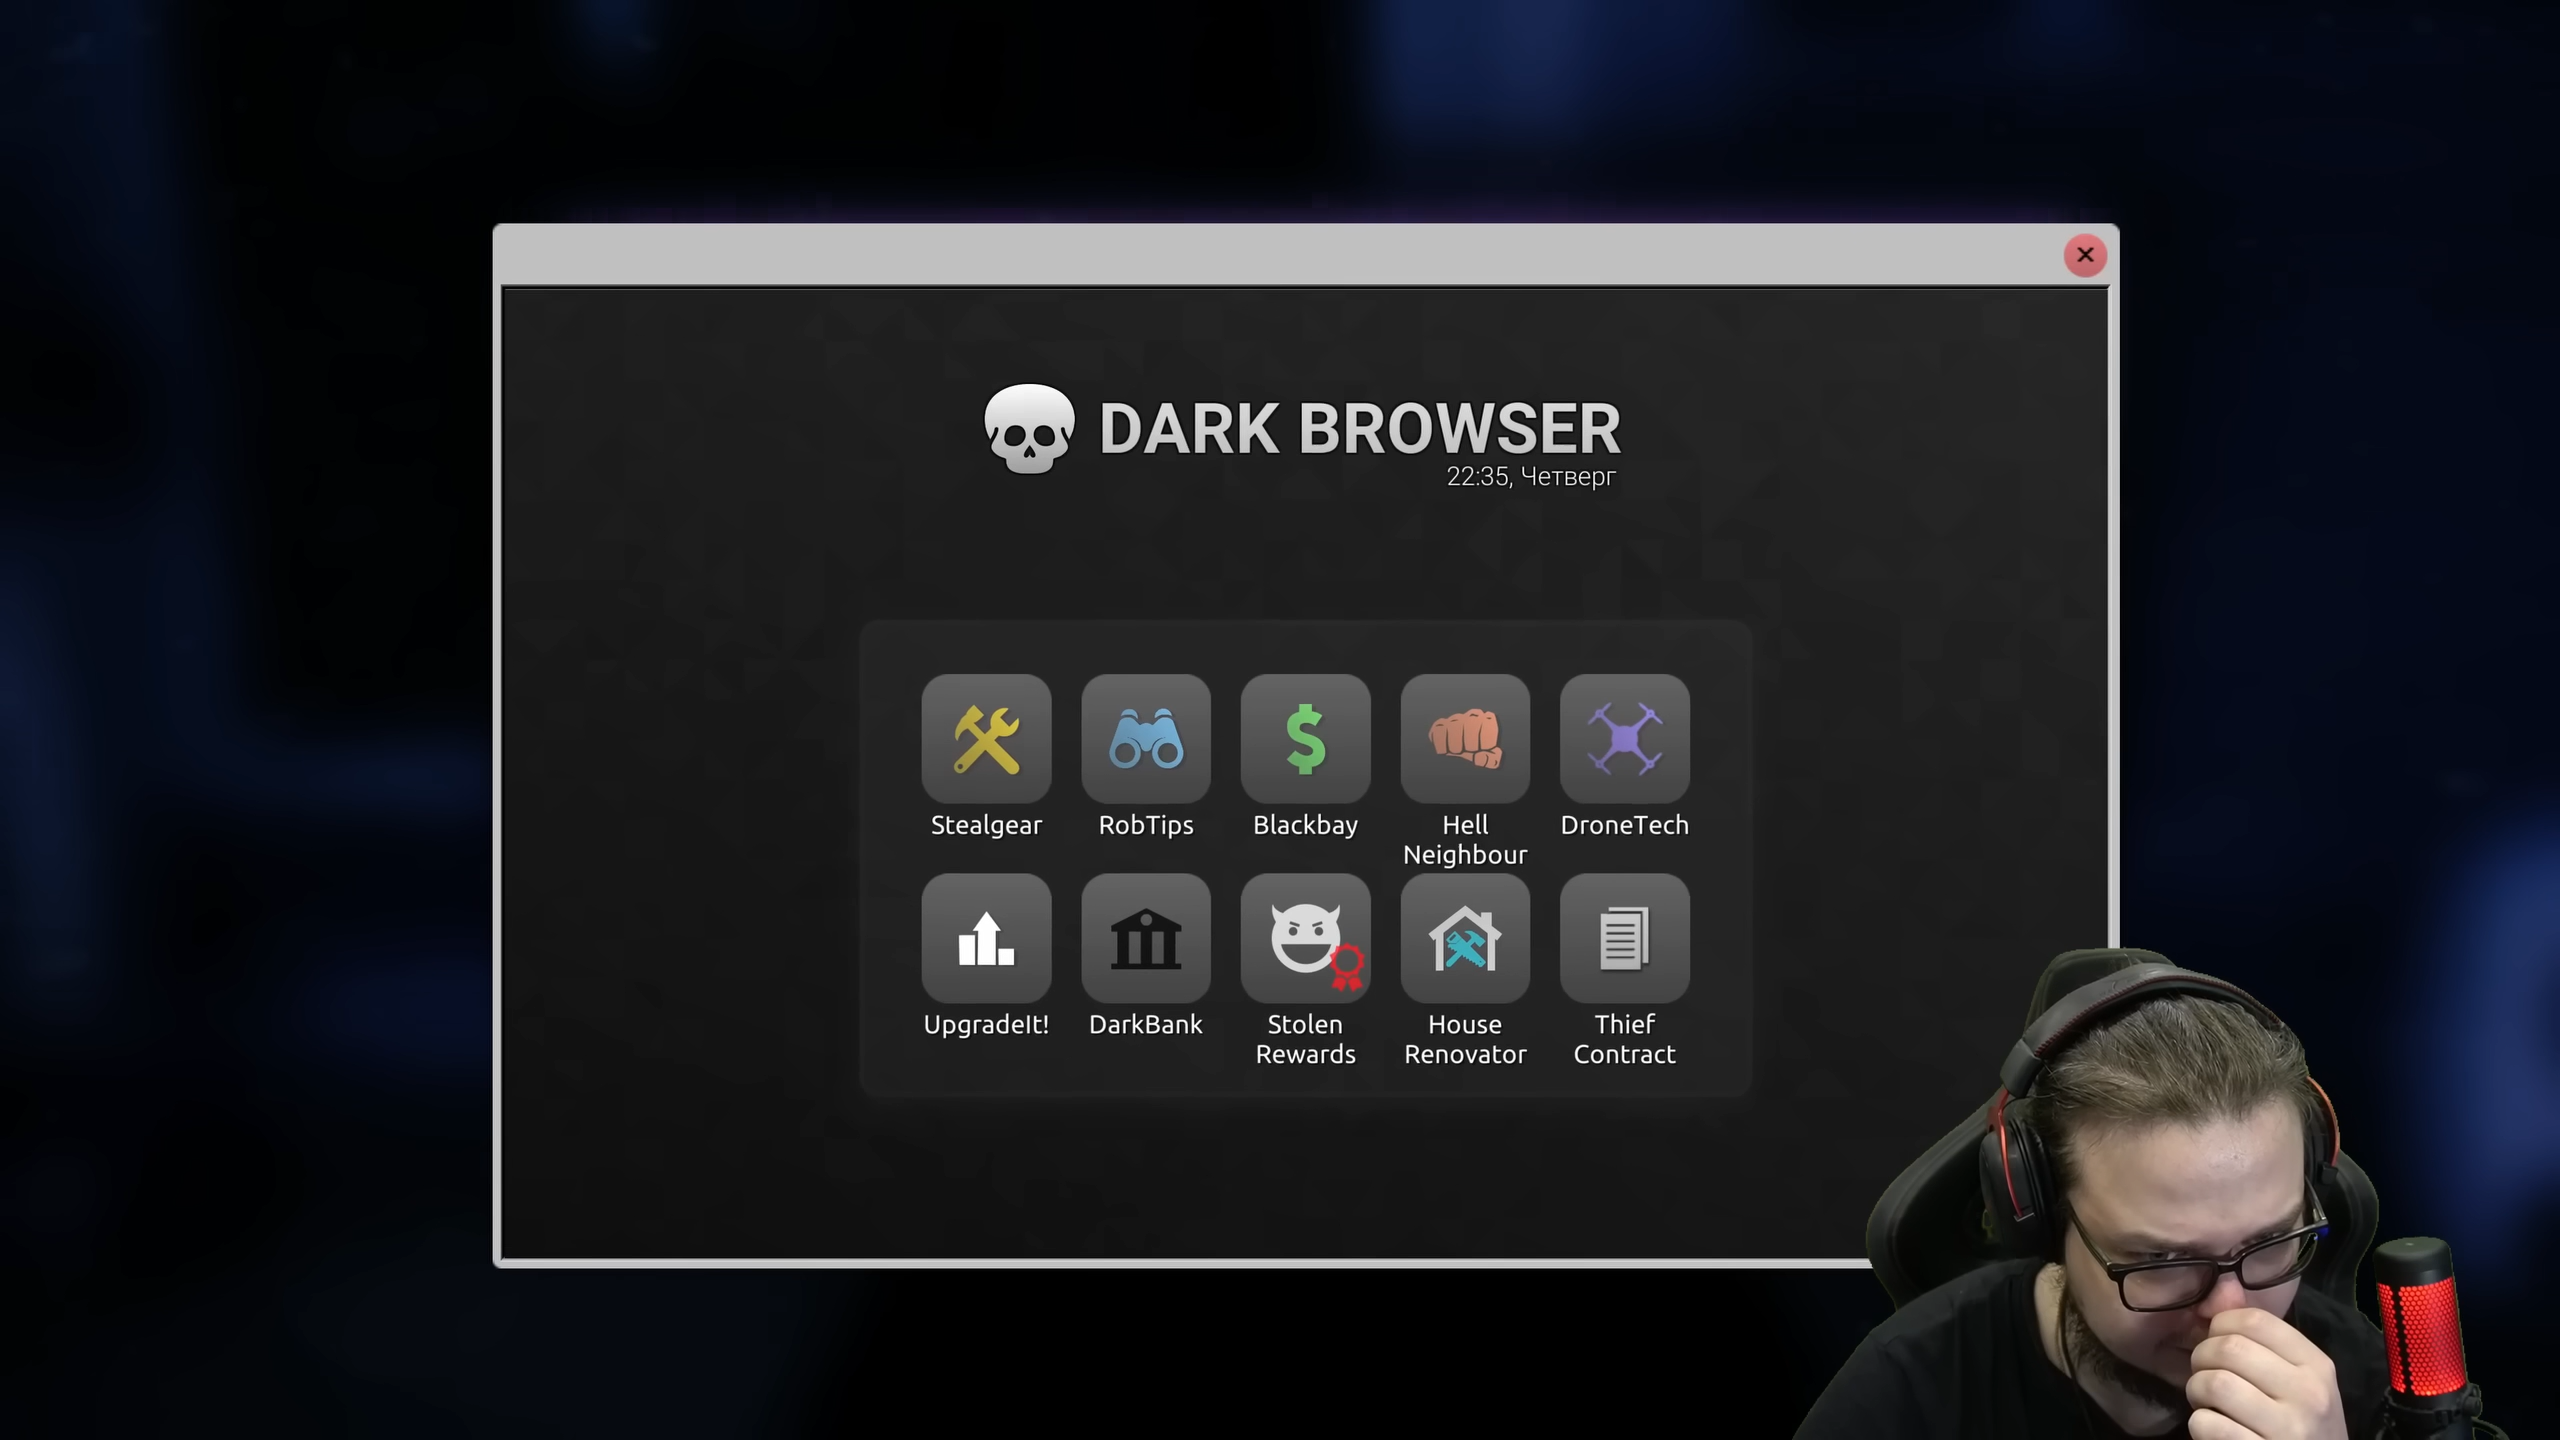 DARK BROWSER
22:35, Четверг
Stealgear
RobTips
Blackbay
Hell
Neighbour
DroneTech
UpgradeIt!
DarkBank
Stolen
Rewards
House
Renovator
Thief
Contract